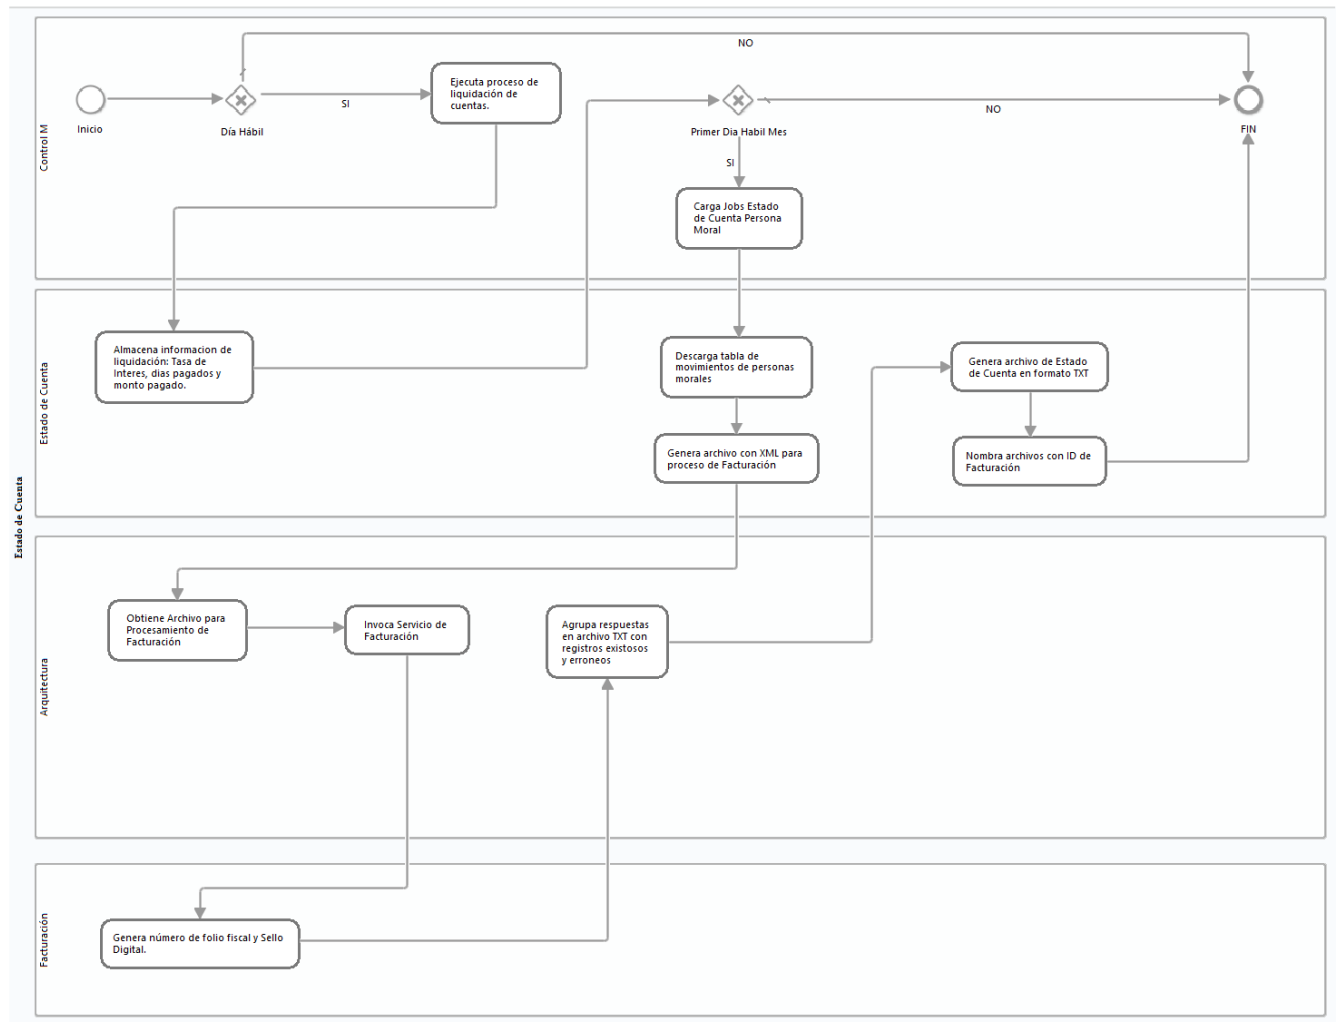 Estado de Cuenta
Control M
Inicio
Día Hábil
SI
NO
Ejecuta proceso de
liquidación de
cuentas.
Primer Dia Habil Mes
NO
SI
FIN
Carga Jobs Estado
de Cuenta Persona
Moral
Estado de Cuenta
Almacena informacion de
liquidación: Tasa de
Interes, dias pagados y
monto pagado.
Descarga tabla de
movimientos de personas
morales
Genera archivo con XML para
proceso de Facturación
Genera archivo de Estado
de Cuenta en formato TXT
Nombra archivos con ID de
Facturación
Arquitectura
Obtiene Archivo para
Procesamiento de
Facturación
Invoca Servicio de
Facturación
Agrupa respuestas
en archivo TXT con
registros existosos
y erroneos
Facturación
Genera número de folio fiscal y Sello
Digital.